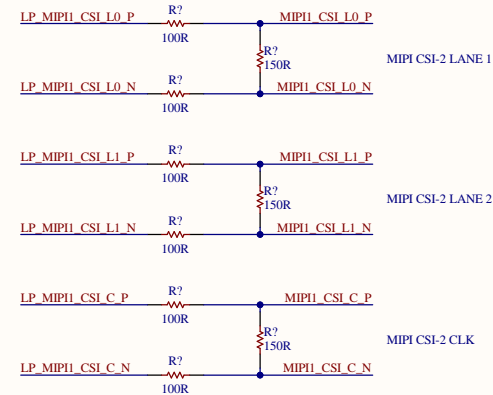 LP_MIPI1_CSI_L0_P R? MIPI1_CSI_L0_P
100R
R?
150R
MIPI CSI-2 LANE 1
LP_MIPI1_CSI_L0_N R? MIPI1_CSI_L0_N
100R
LP_MIPI1_CSI_L1_P R? MIPI1_CSI_L1_P
100R
R?
150R
MIPI CSI-2 LANE 2
LP_MIPI1_CSI_L1_N R? MIPI1_CSI_L1_N
100R
LP_MIPI1_CSI_C_P R? MIPI1_CSI_C_P
100R
R?
150R
MIPI CSI-2 CLK
LP_MIPI1_CSI_C_N R? MIPI1_CSI_C_N
100R